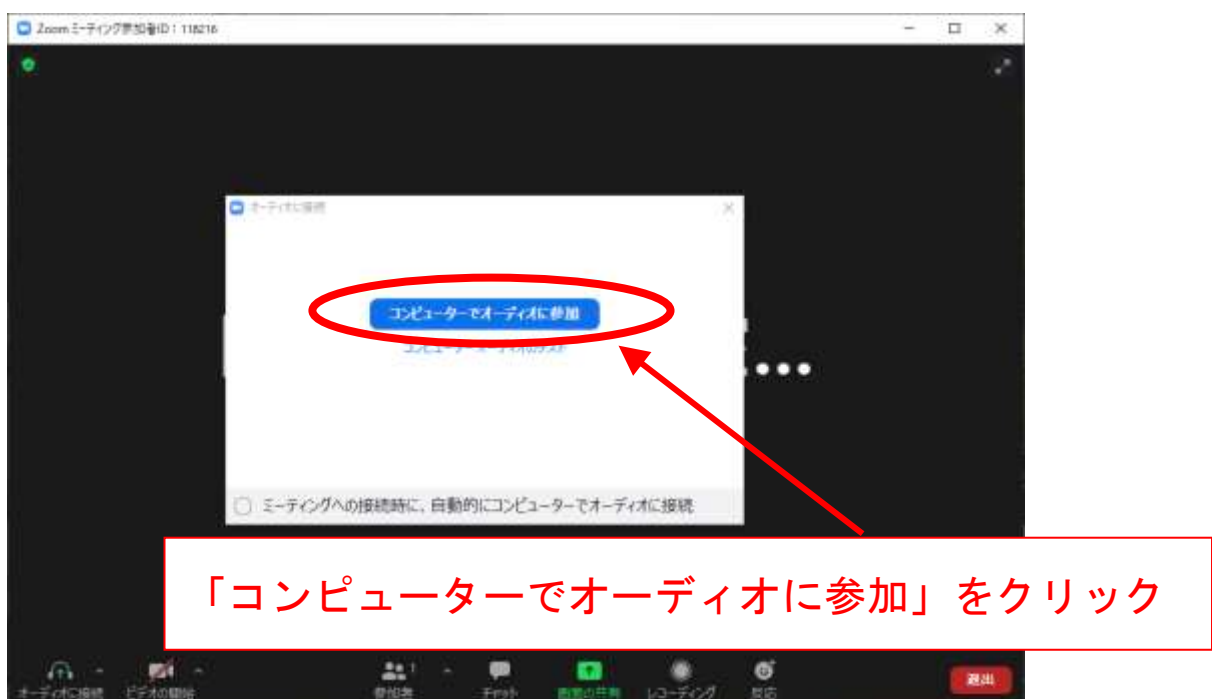 Zoom ミーティング参加者ID：118216
オーディオに接続
コンピューターでオーディオに参加
ミーティングへの接続時に、自動的にコンピューターでオーディオに接続
「コンピューターでオーディオに参加」をクリック
オーディオに接続
ビデオの開始
1
参加者
チャット
画面の共有
レコーディング
反応
退出